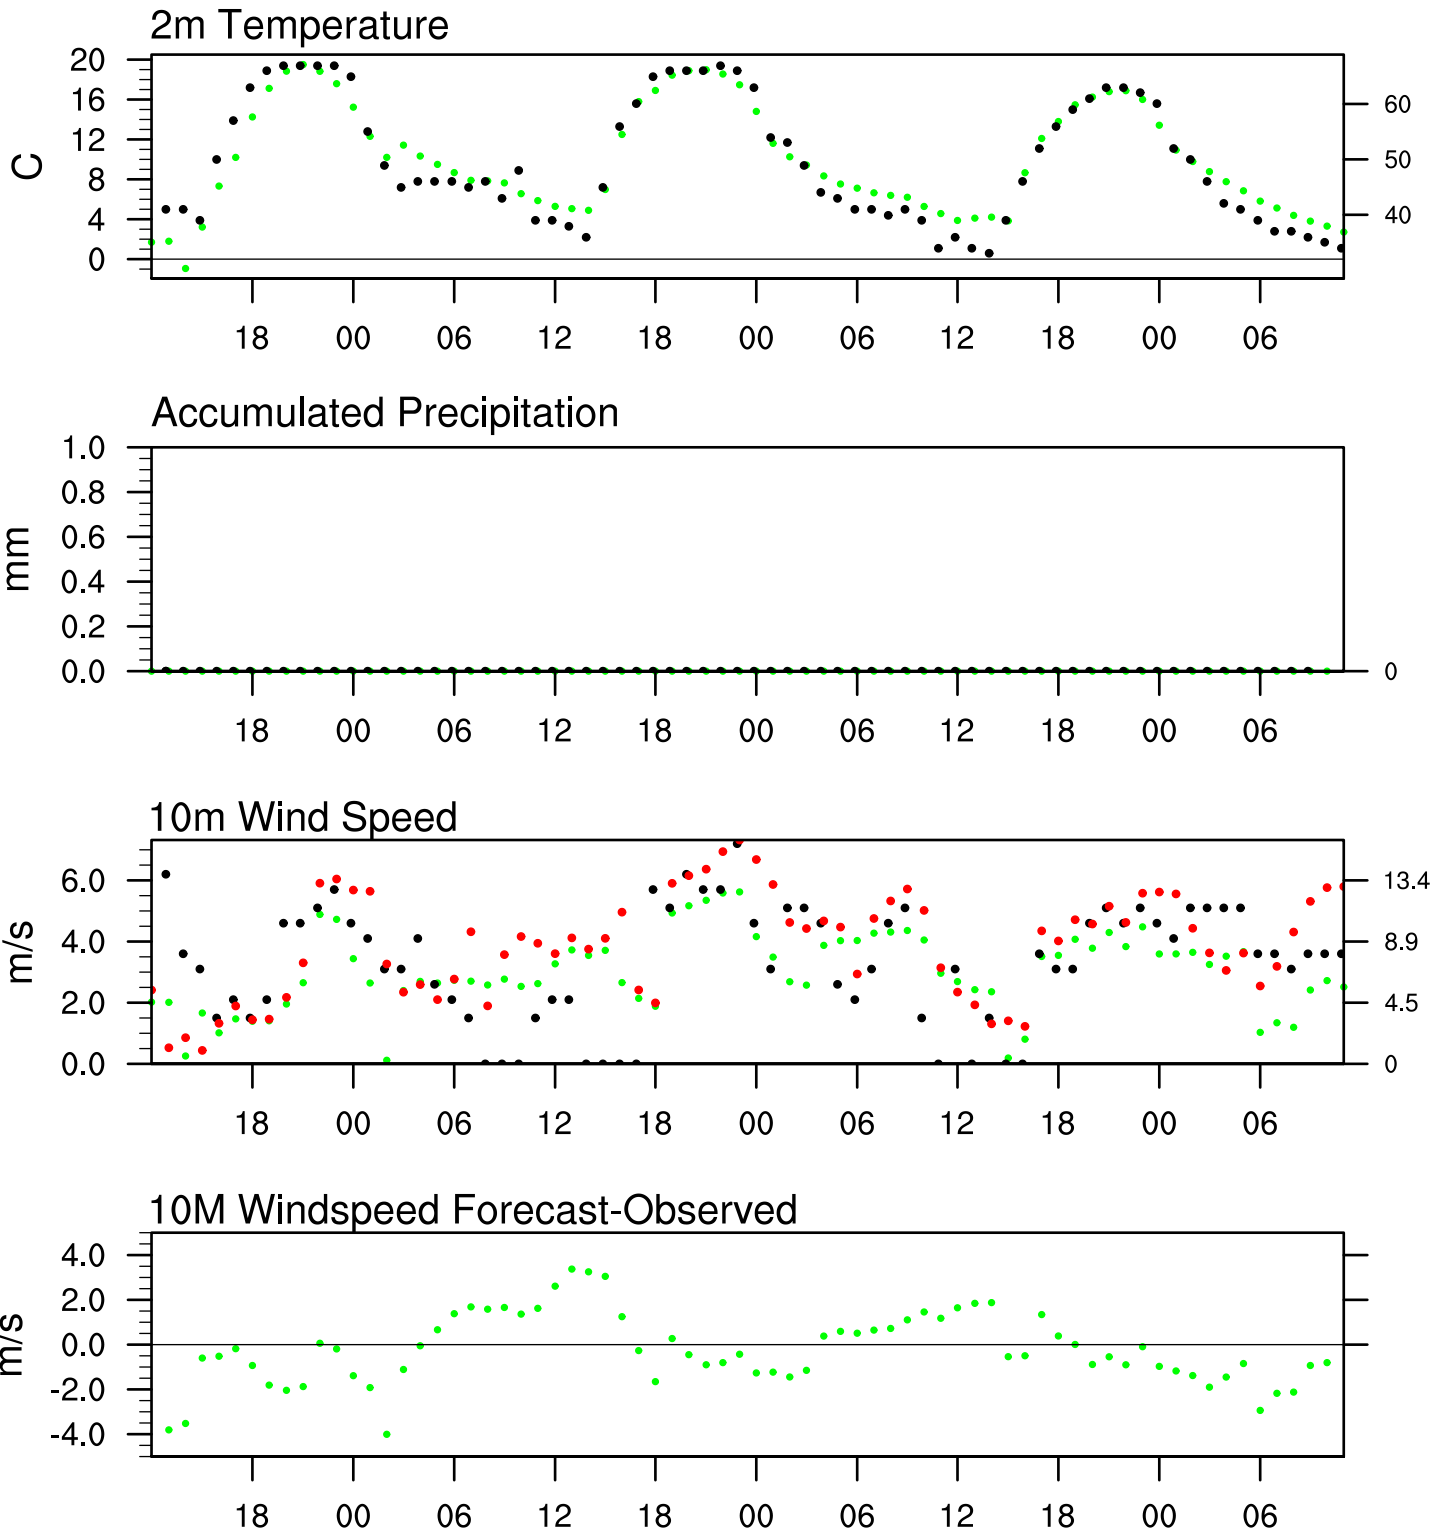 2m Temperature
20
16
12
8
4
0
C
60
50
40
18 00 06 12 18 00 06 12 18 00 06
Accumulated Precipitation
1.0
0.8
0.6
0.4
0.2
0.0
mm
0
18 00 06 12 18 00 06 12 18 00 06
10m Wind Speed
6.0
4.0
2.0
0.0
m/s
13.4
8.9
4.5
0
18 00 06 12 18 00 06 12 18 00 06
10M Windspeed Forecast-Observed
4.0
2.0
0.0
-2.0
-4.0
m/s
18 00 06 12 18 00 06 12 18 00 06